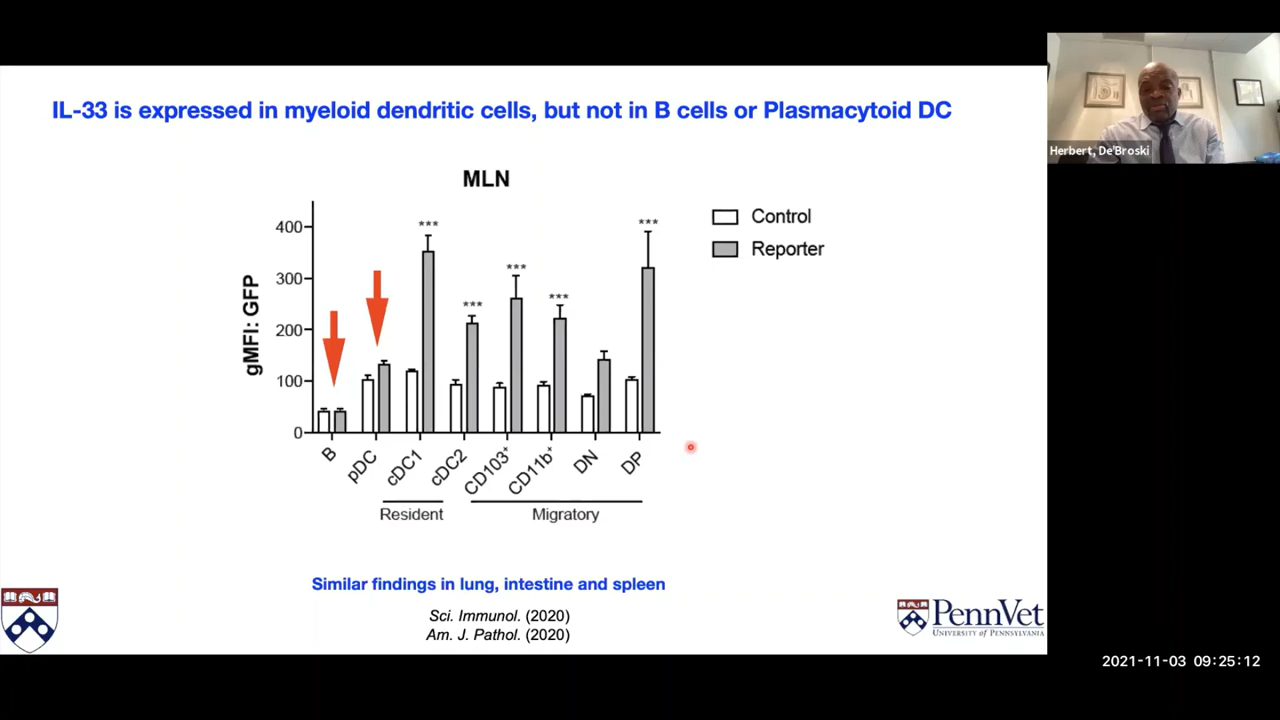 IL-33 is expressed in myeloid dendritic cells, but not in B cells or Plasmacytoid DC
Herbert, De'Broski
MLN
gMFI: GFP
400
300
200
100
0
***
***
***
***
***
Control
Reporter
B
pDC
cDC1
cDC2
CD103⁺
CD11b⁺
DN
DP
Resident
Migratory
Similar findings in lung, intestine and spleen
Sci. Immunol. (2020)
Am. J. Pathol. (2020)
PennVet
UNIVERSITY of PENNSYLVANIA
2021-11-03 09:25:12